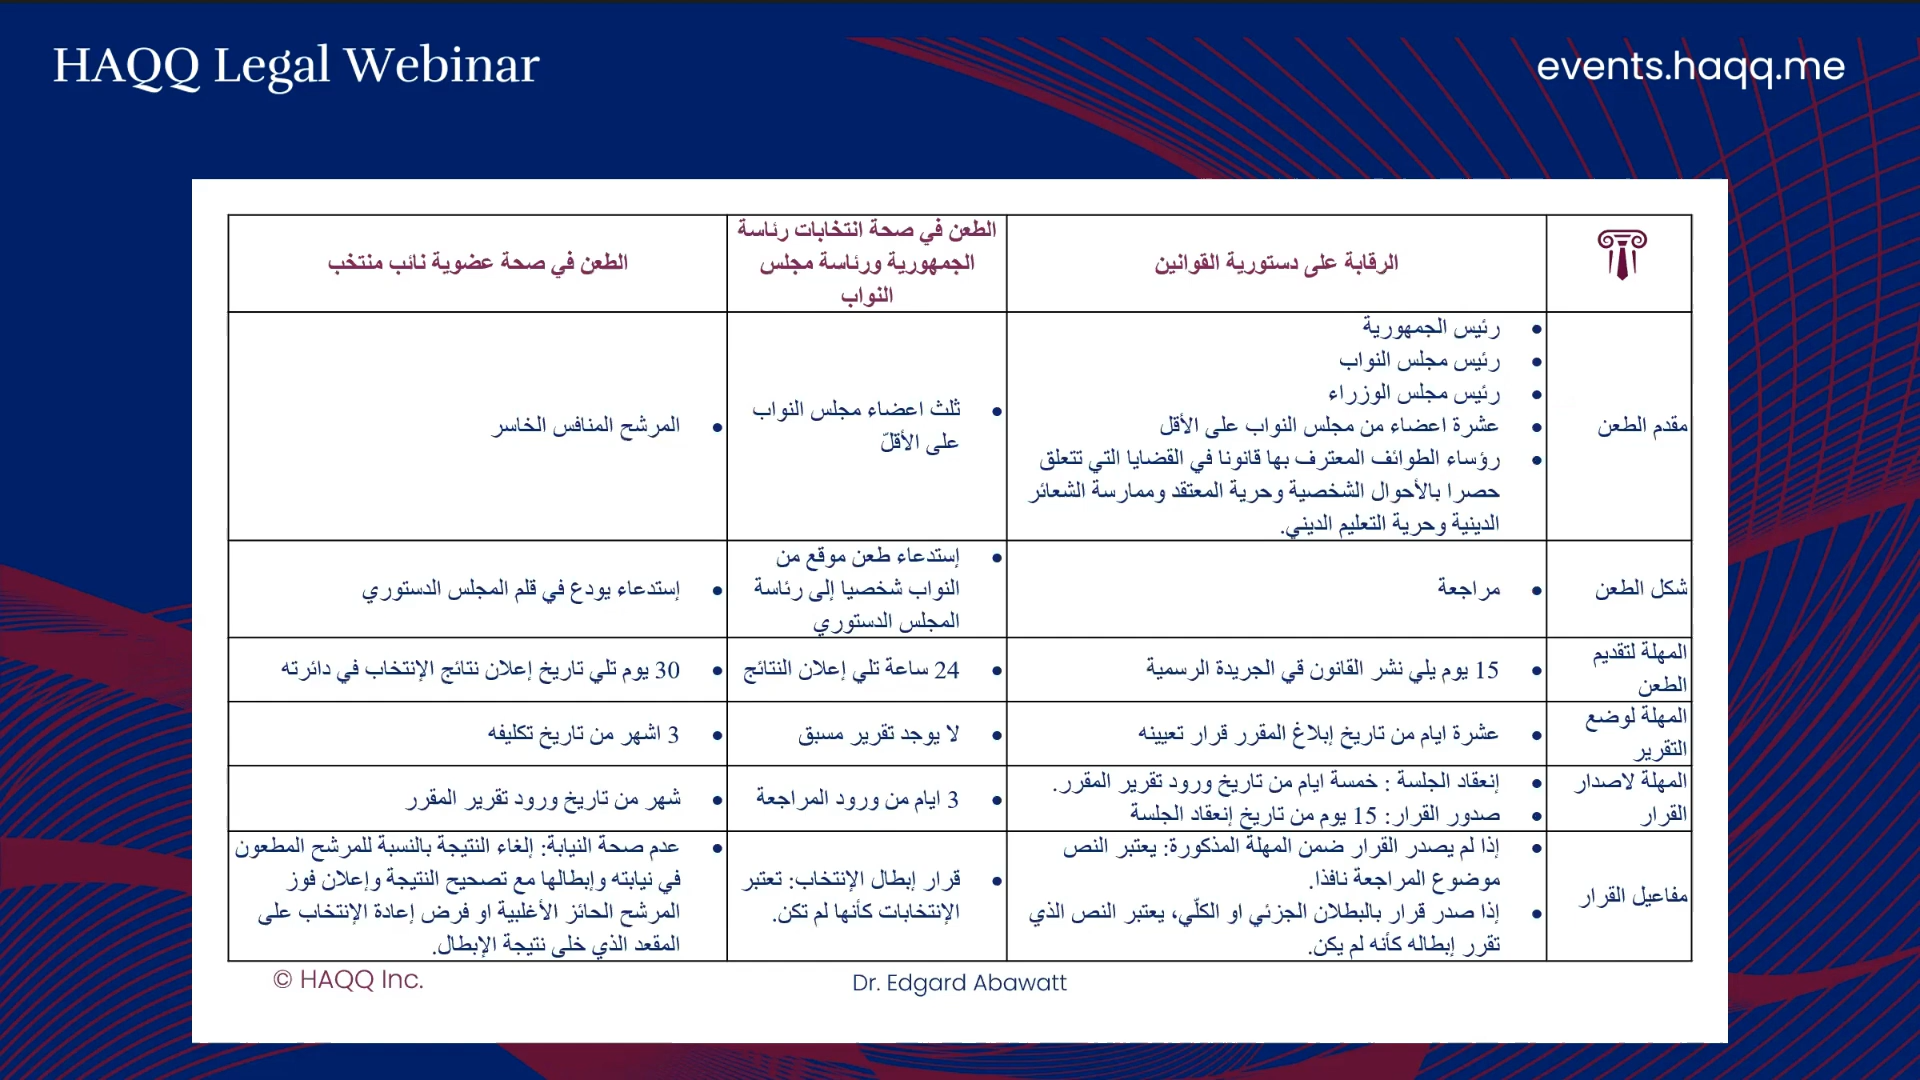 HAQQ Legal Webinar
events.haqq.me
الرقابة على دستورية القوانين
الطعن في صحة انتخابات رئاسة
الجمهورية ورئاسة مجلس
النواب
الطعن في صحة عضوية نائب منتخب
مقدم الطعن
• رئيس الجمهورية
• رئيس مجلس النواب
• رئيس مجلس الوزراء
• عشرة اعضاء من مجلس النواب على الأقل
• رؤساء الطوائف المعترف بها قانونا في القضايا التي تتعلق
حصرا بالأحوال الشخصية وحرية المعتقد وممارسة الشعائر
الدينية وحرية التعليم الديني.
• ثلث اعضاء مجلس النواب
على الأقلّ
• المرشح المنافس الخاسر
شكل الطعن
• مراجعة
• إستدعاء طعن موقع من
النواب شخصيا إلى رئاسة
المجلس الدستوري
• إستدعاء يودع في قلم المجلس الدستوري
المهلة لتقديم
الطعن
• 15 يوم يلي نشر القانون قي الجريدة الرسمية
• 24 ساعة تلي إعلان النتائج
• 30 يوم تلي تاريخ إعلان نتائج الإنتخاب في دائرته
المهلة لوضع
التقرير
• عشرة ايام من تاريخ إبلاغ المقرر قرار تعيينه
• لا يوجد تقرير مسبق
• 3 اشهر من تاريخ تكليفه
المهلة لاصدار
القرار
• إنعقاد الجلسة : خمسة ايام من تاريخ ورود تقرير المقرر.
• صدور القرار: 15 يوم من تاريخ إنعقاد الجلسة
• 3 ايام من ورود المراجعة
• شهر من تاريخ ورود تقرير المقرر
مفاعيل القرار
• إذا لم يصدر القرار ضمن المهلة المذكورة: يعتبر النص
موضوع المراجعة نافذا.
• إذا صدر قرار بالبطلان الجزئي او الكلّي، يعتبر النص الذي
تقرر إبطاله كأنه لم يكن.
• قرار إبطال الإنتخاب: تعتبر
الإنتخابات كأنها لم تكن.
• عدم صحة النيابة: إلغاء النتيجة بالنسبة للمرشح المطعون
في نيابته وإبطالها مع تصحيح النتيجة وإعلان فوز
المرشح الحائز الأغلبية او فرض إعادة الإنتخاب على
المقعد الذي خلى نتيجة الإبطال.
© HAQQ Inc.
Dr. Edgard Abawatt